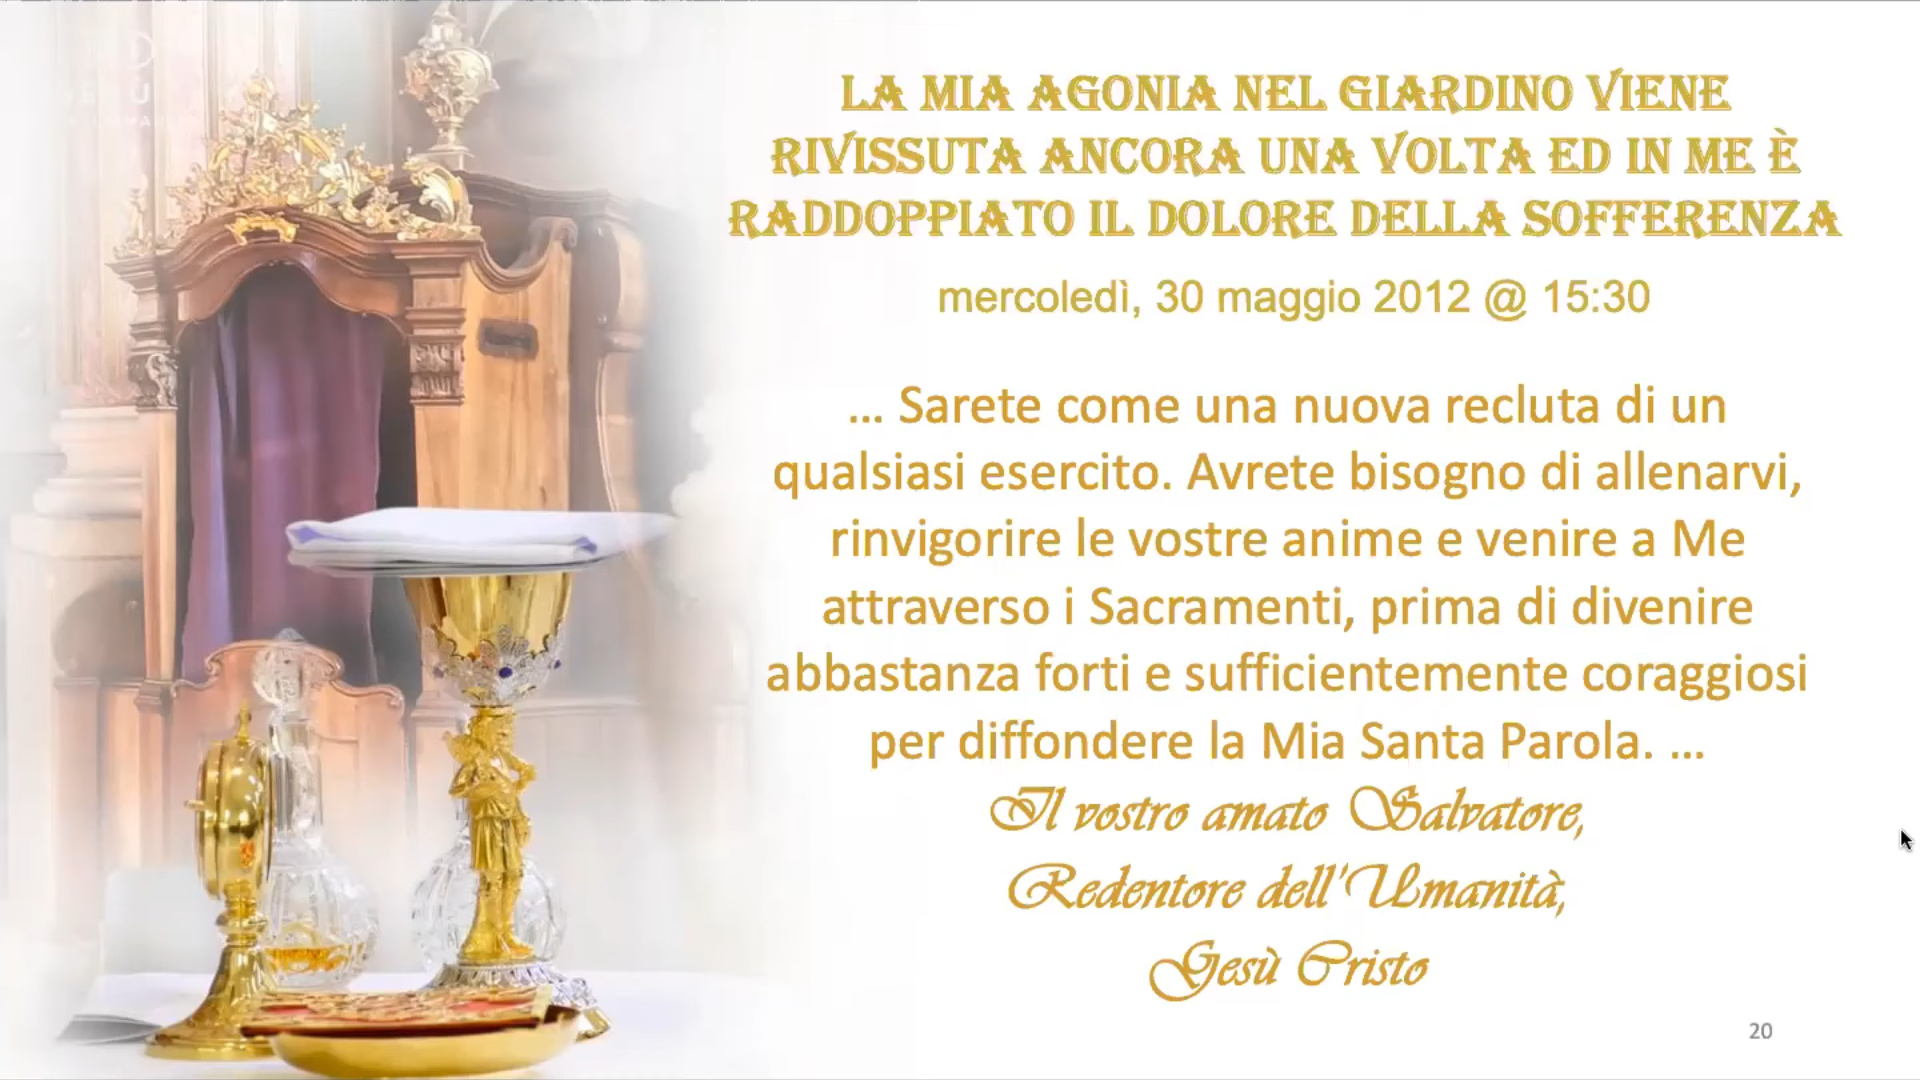 LA MIA AGONIA NEL GIARDINO VIENE
RIVISSUTA ANCORA UNA VOLTA ED IN ME È
RADDOPPIATO IL DOLORE DELLA SOFFERENZA
mercoledì, 30 maggio 2012 @ 15:30
... Sarete come una nuova recluta di un
qualsiasi esercito. Avrete bisogno di allenarvi,
rinvigorire le vostre anime e venire a Me
attraverso i Sacramenti, prima di divenire
abbastanza forti e sufficientemente coraggiosi
per diffondere la Mia Santa Parola. ...
Il vostro amato Salvatore,
Redentore dell'Umanità,
Gesù Cristo
20